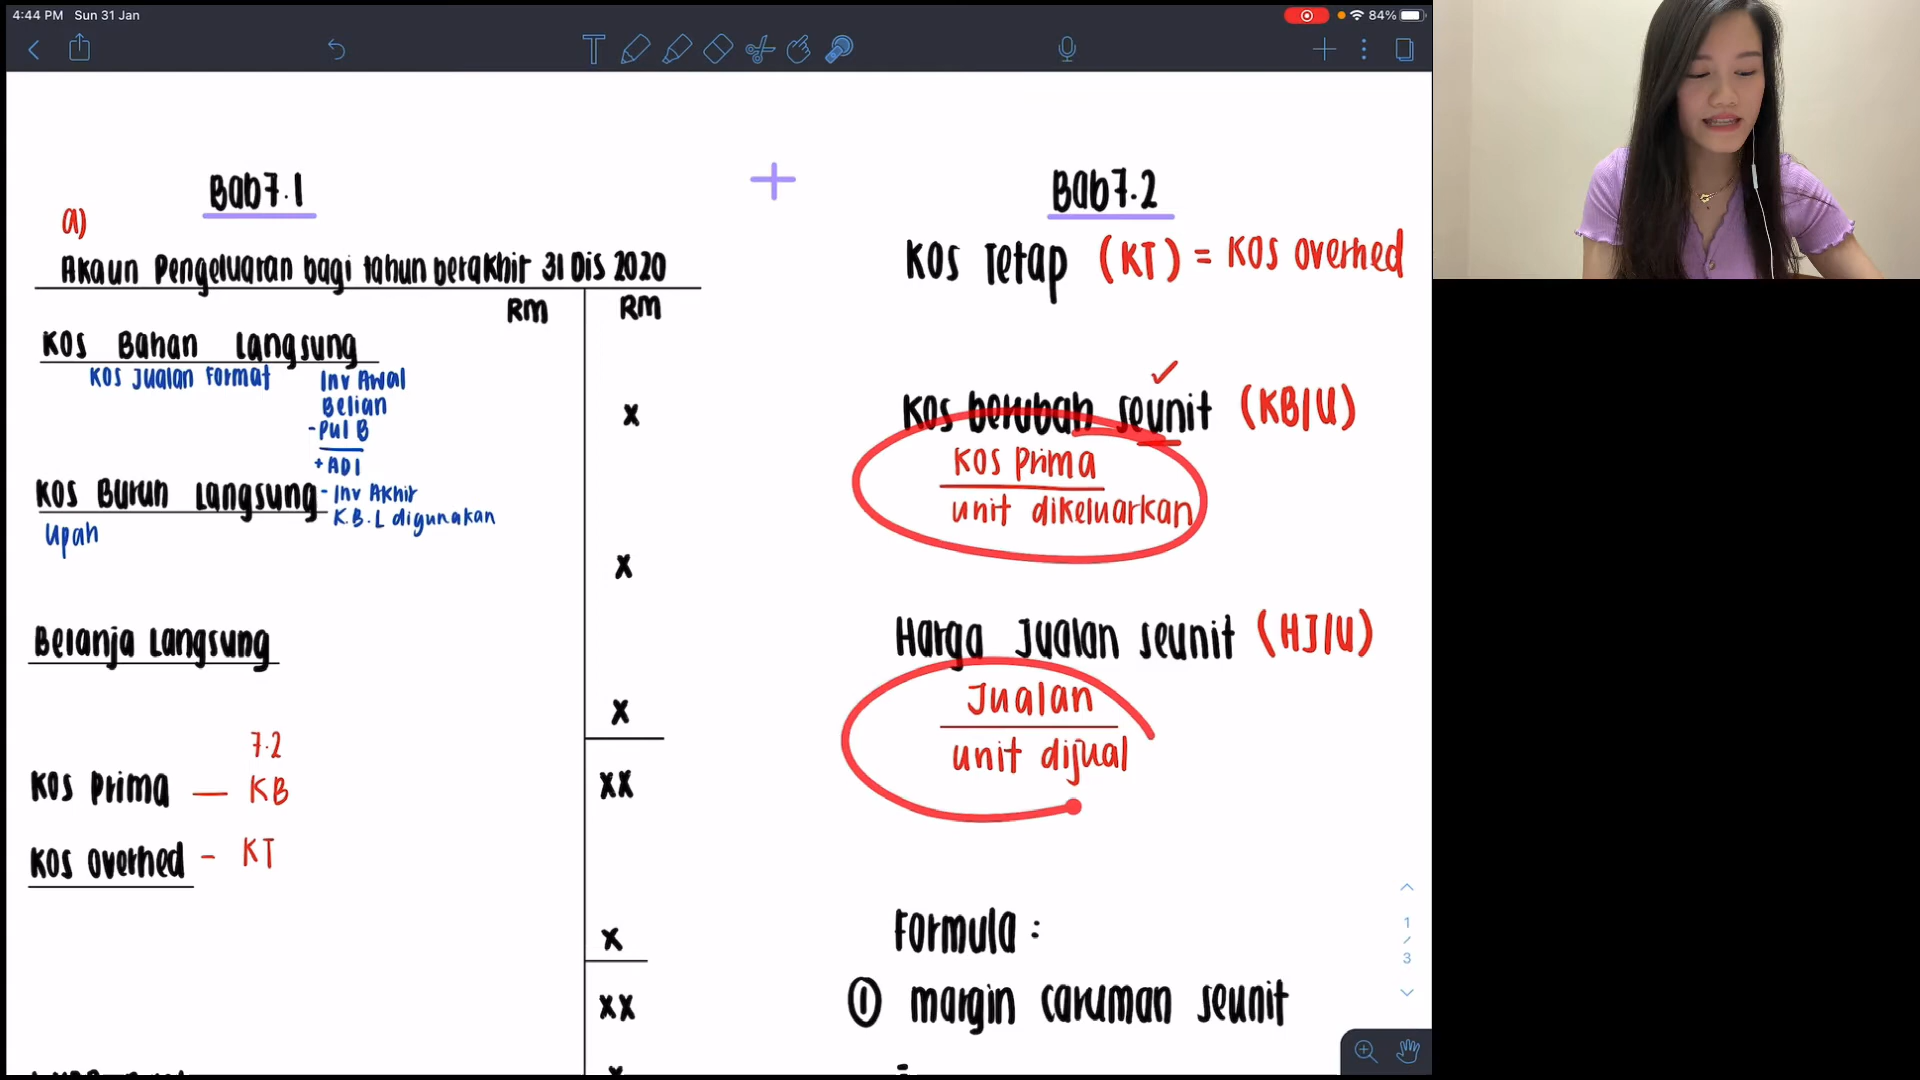 4:44 PM Sun 31 Jan
84%
T
Bab 7.1
a)
Akaun Pengeluaran bagi tahun berakhir 31 Dis 2020
RM RM
Kos Bahan Langsung
Kos Jualan Format
Inv Awal
Belian
- Pul B
+ ADI
- Inv Akhir
K.B.L digunakan
x
Kos Buruh Langsung
Upah
x
Belanja Langsung
x
7.2
Kos Prima — KB
xx
Kos Overhed - KT
x
xx
x
+
Bab 7.2
Kos Tetap (KT) = Kos Overhed
✓
Kos berubah seunit (KB/U)
Kos Prima
unit dikeluarkan
Harga Jualan seunit (HJ/U)
Jualan
unit dijual
Formula :
① margin caruman seunit
1
/
3